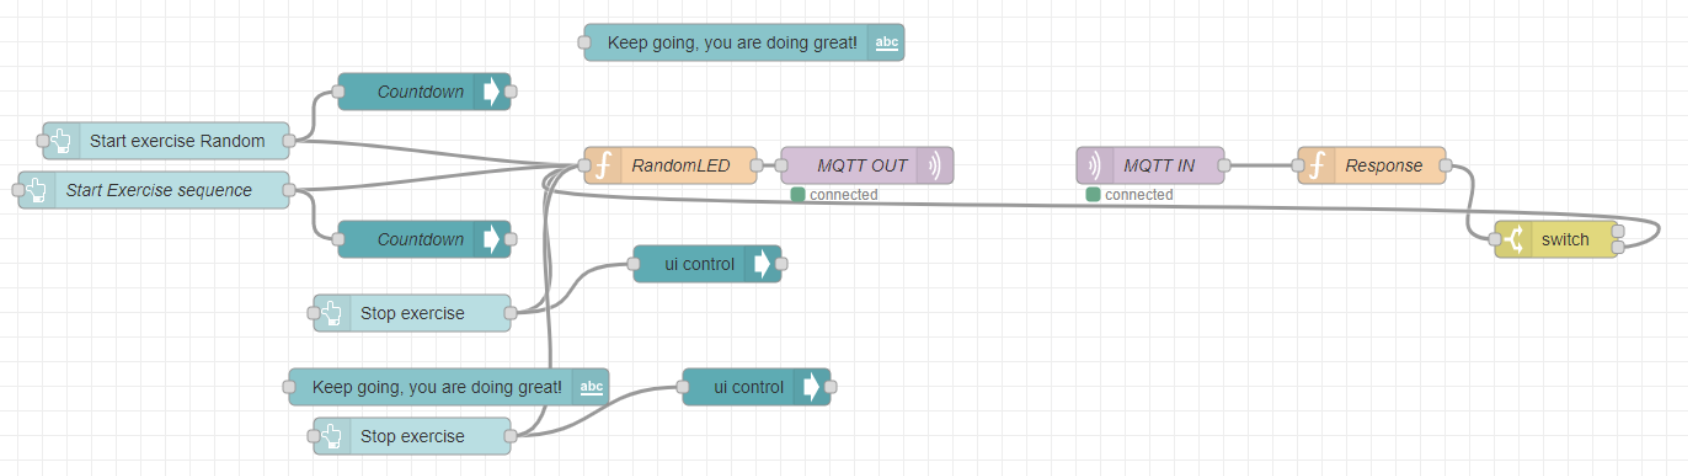 Keep going, you are doing great! abc
Countdown
Start exercise Random
RandomLED
MQTT OUT
MQTT IN
Response
Start Exercise sequence
connected
connected
Countdown
switch
ui control
Stop exercise
Keep going, you are doing great! abc
ui control
Stop exercise